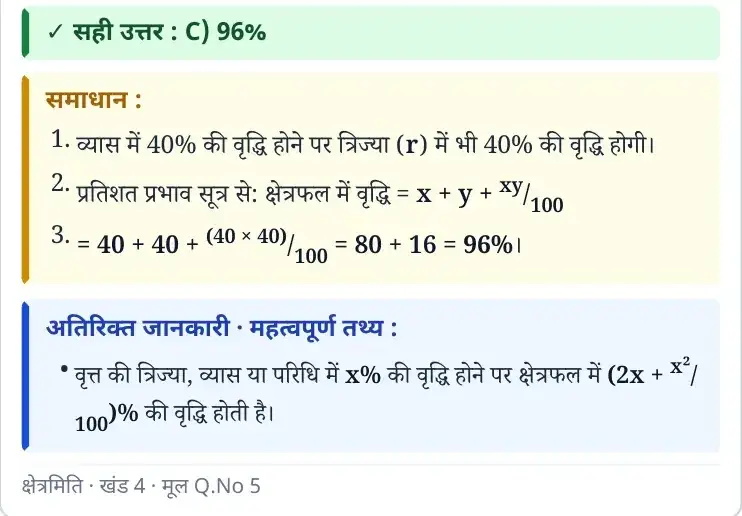 ✓ सही उत्तर : C) 96%
समाधान :
1. व्यास में 40% की वृद्धि होने पर त्रिज्या (r) में भी 40% की वृद्धि होगी।
2. प्रतिशत प्रभाव सूत्र से: क्षेत्रफल में वृद्धि = x + y + xy/100
3. = 40 + 40 + (40 × 40)/100 = 80 + 16 = 96%।
अतिरिक्त जानकारी · महत्वपूर्ण तथ्य :
• वृत्त की त्रिज्या, व्यास या परिधि में x% की वृद्धि होने पर क्षेत्रफल में (2x + x²/
100)% की वृद्धि होती है।
क्षेत्रमिति · खंड 4 · मूल Q.No 5